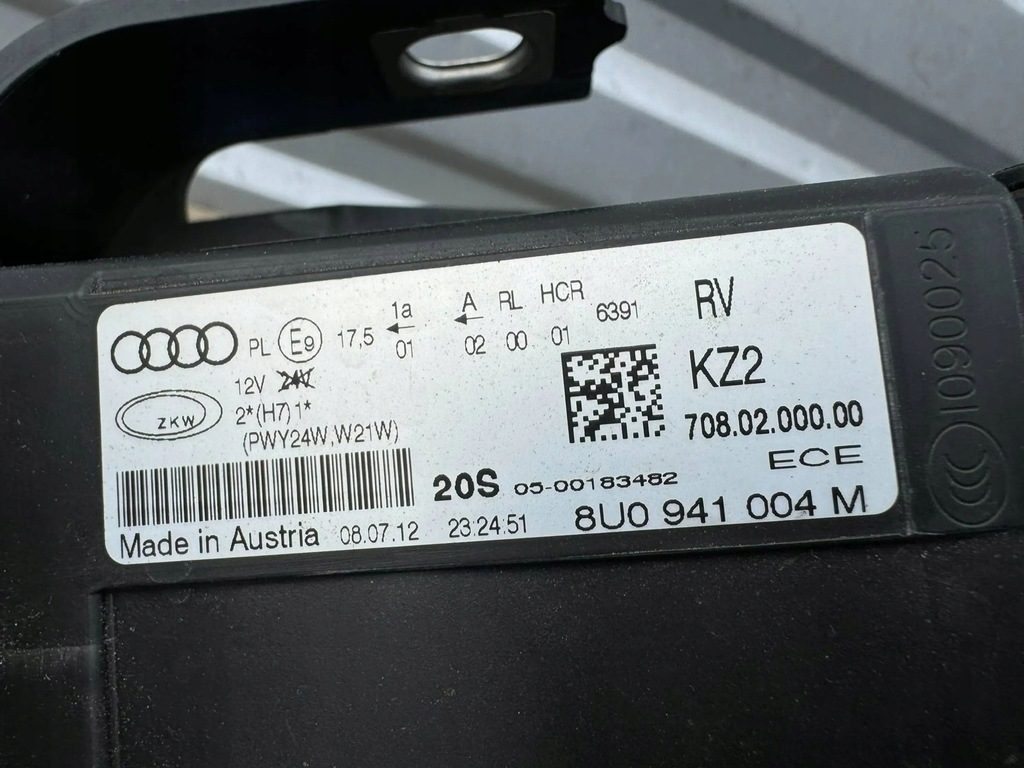 1a A RL HCR 6391 RV
PL E9 17,5 01 02 00 01
12V 24V
ZKW 2*(H7)1*
(PWY24W,W21W)
KZ2
708.02.000.00
ECE
20S 05-00183482
Made in Austria 08.07.12 23.24.51 8U0 941 004 M
CCC I090025